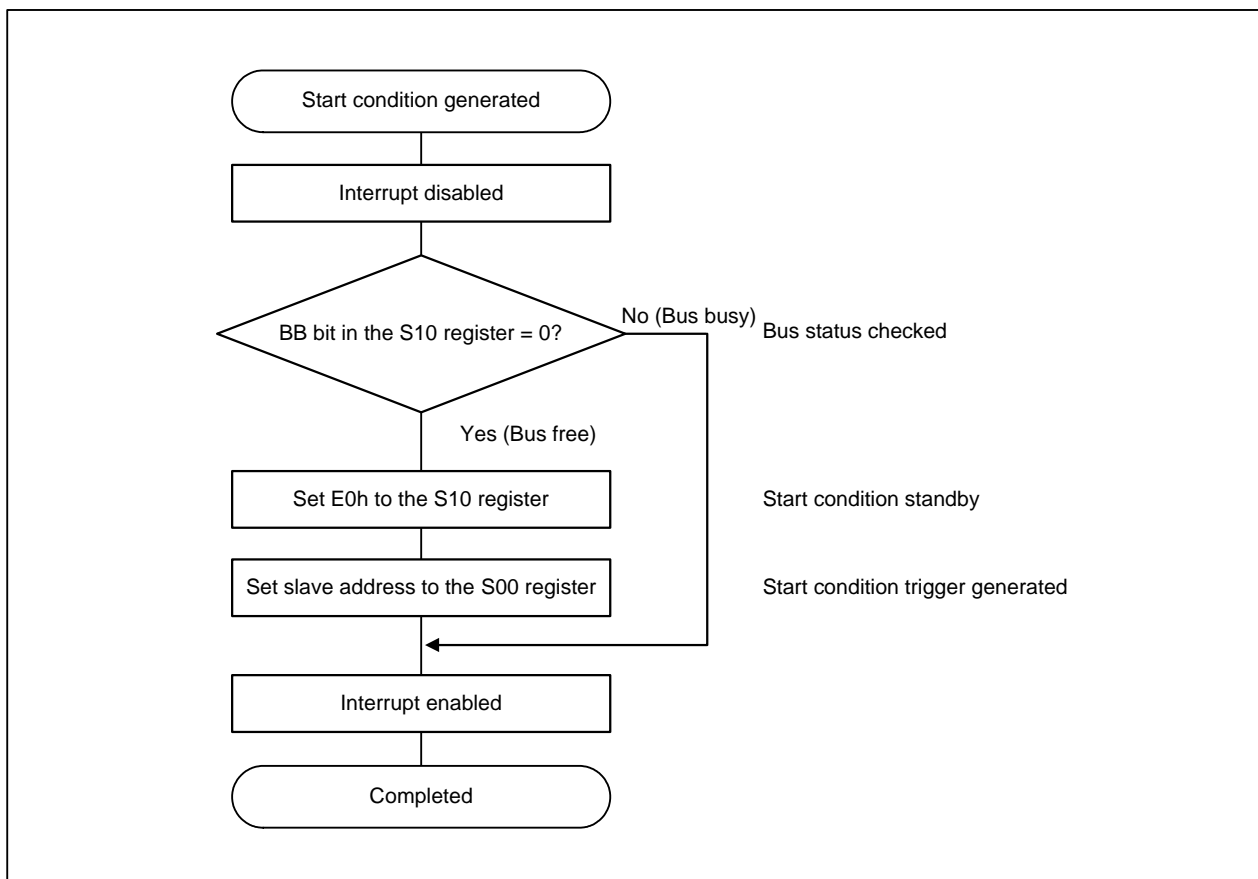 Start condition generated
Interrupt disabled
No (Bus busy)
BB bit in the S10 register = 0?
Bus status checked
Yes (Bus free)
Set E0h to the S10 register
Start condition standby
Set slave address to the S00 register
Start condition trigger generated
Interrupt enabled
Completed